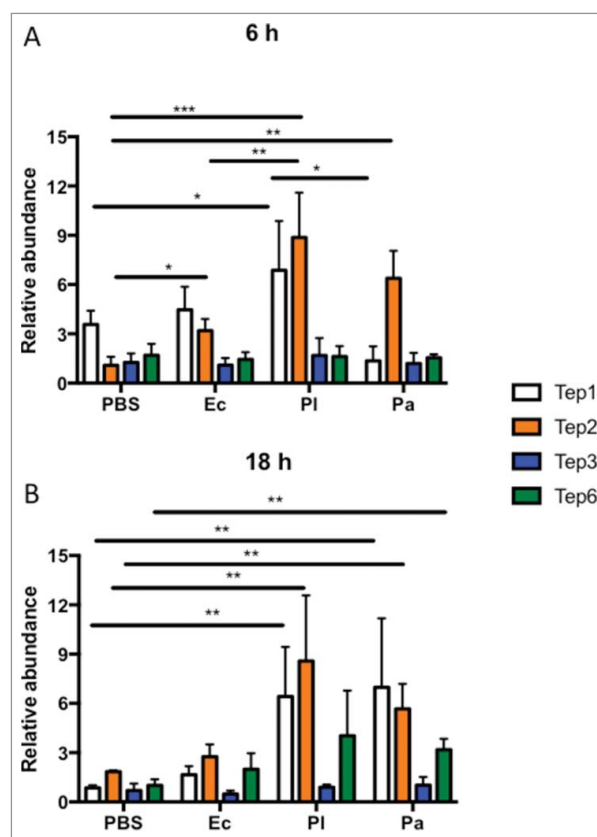 A
6 h
***
**
**
*
*
*
15
12
9
6
3
0
Relative abundance
PBS
Ec
Pl
Pa
Tep1
Tep2
Tep3
Tep6
18 h
B
**
**
**
**
**
15
12
9
6
3
0
Relative abundance
PBS
Ec
Pl
Pa